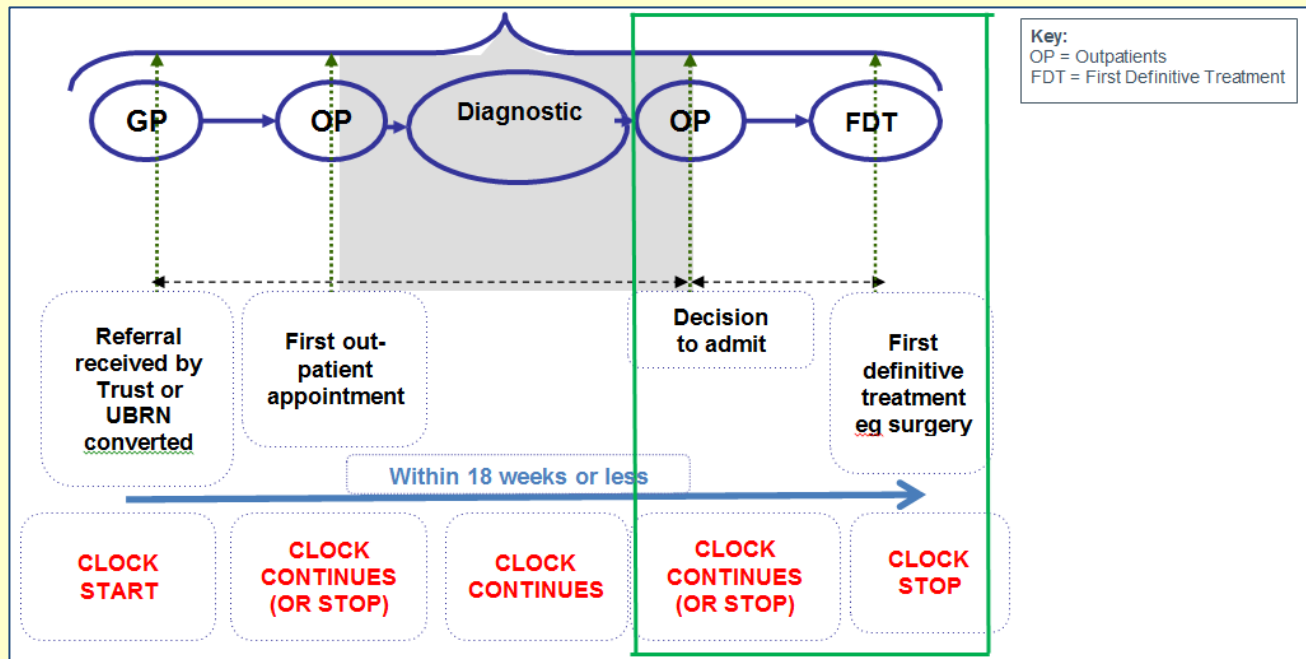 Key:
OP = Outpatients
FDT = First Definitive Treatment
GP
OP
Diagnostic
OP
FDT
Referral
received by
Trust or
UBRN
converted
First out-
patient
appointment
Decision
to admit
First
definitive
treatment
eg surgery
Within 18 weeks or less
CLOCK
START
CLOCK
CONTINUES
(OR STOP)
CLOCK
CONTINUES
CLOCK
CONTINUES
(OR STOP)
CLOCK
STOP